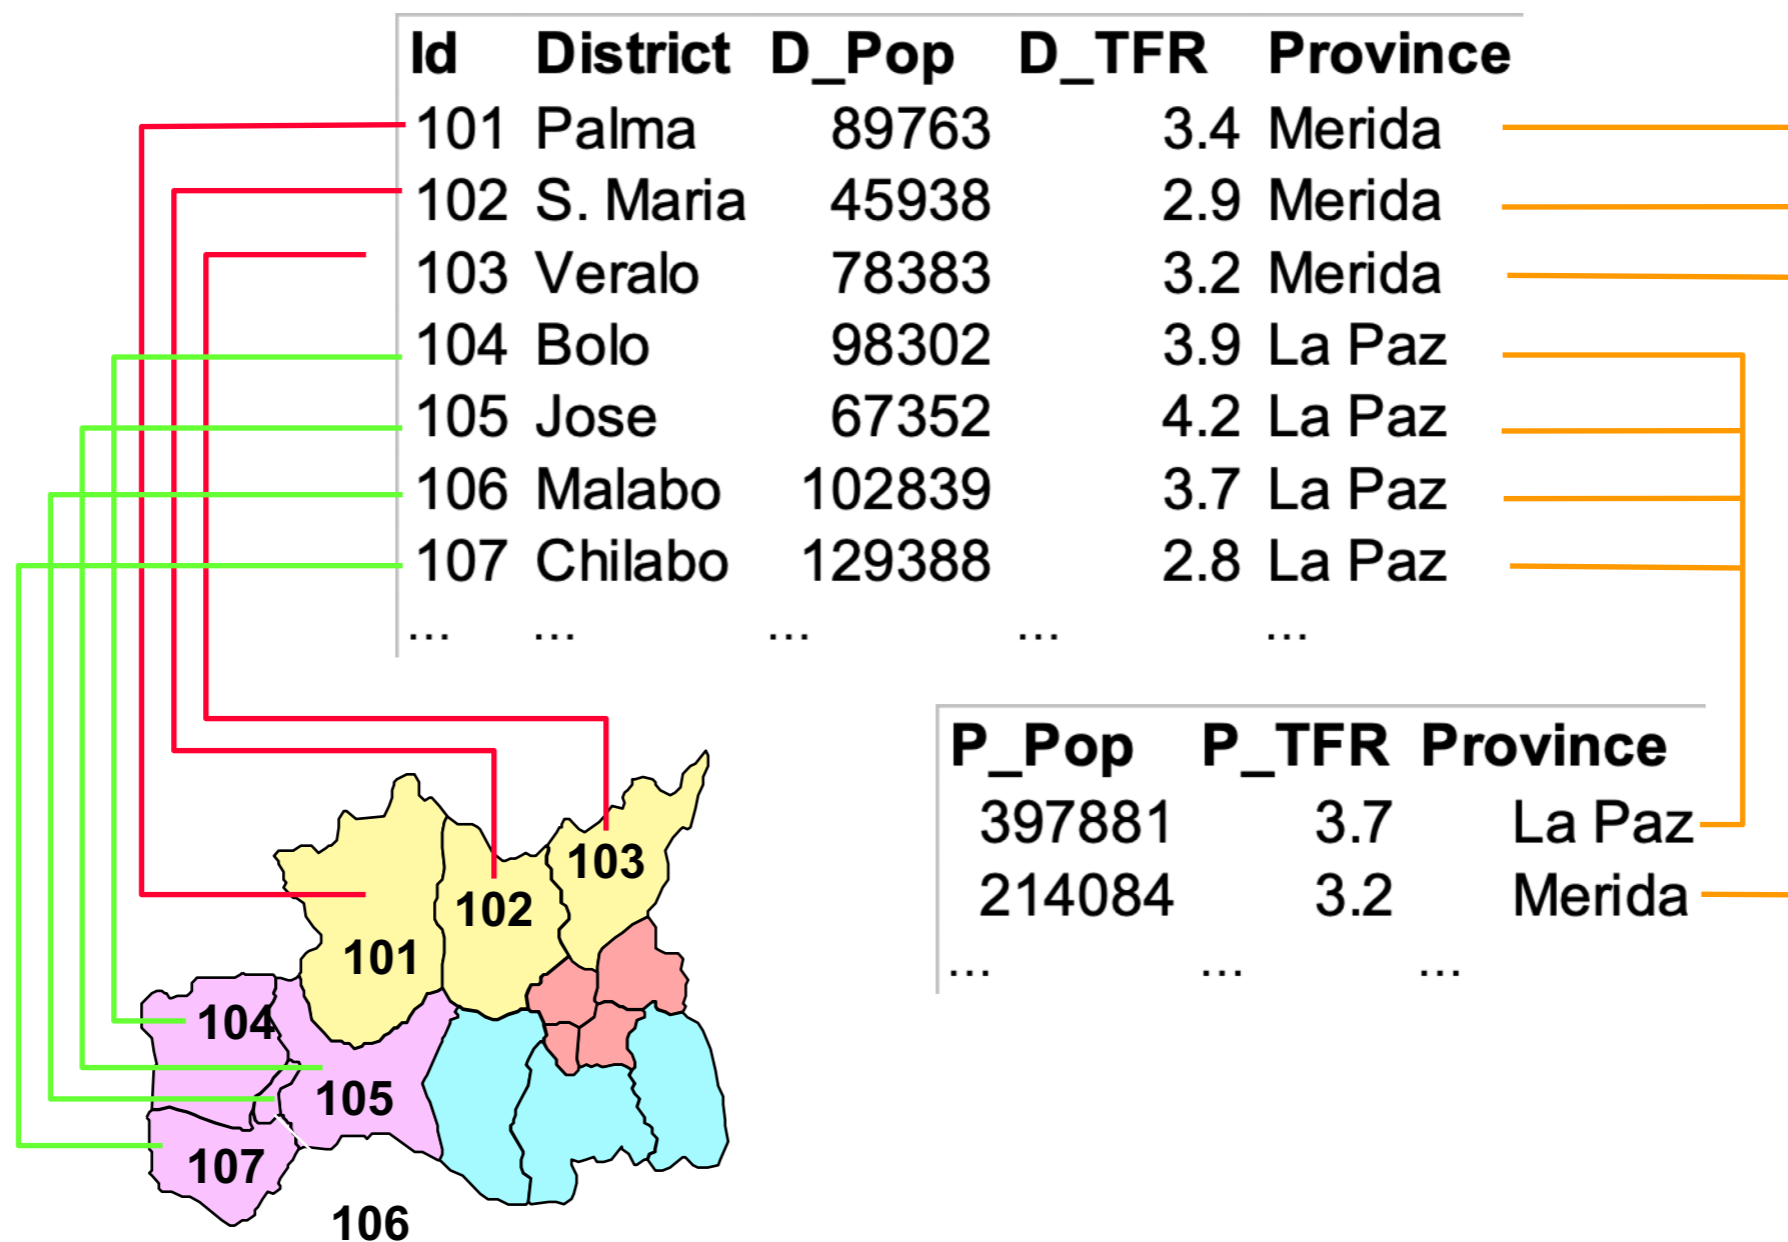 Id District D_Pop D_TFR Province
101 Palma 89763 3.4 Merida
102 S. Maria 45938 2.9 Merida
103 Veralo 78383 3.2 Merida
104 Bolo 98302 3.9 La Paz
105 Jose 67352 4.2 La Paz
106 Malabo 102839 3.7 La Paz
107 Chilabo 129388 2.8 La Paz
... ... ... ... ...
P_Pop P_TFR Province
397881 3.7 La Paz
214084 3.2 Merida
... ... ...
103
102
101
104
105
107
106